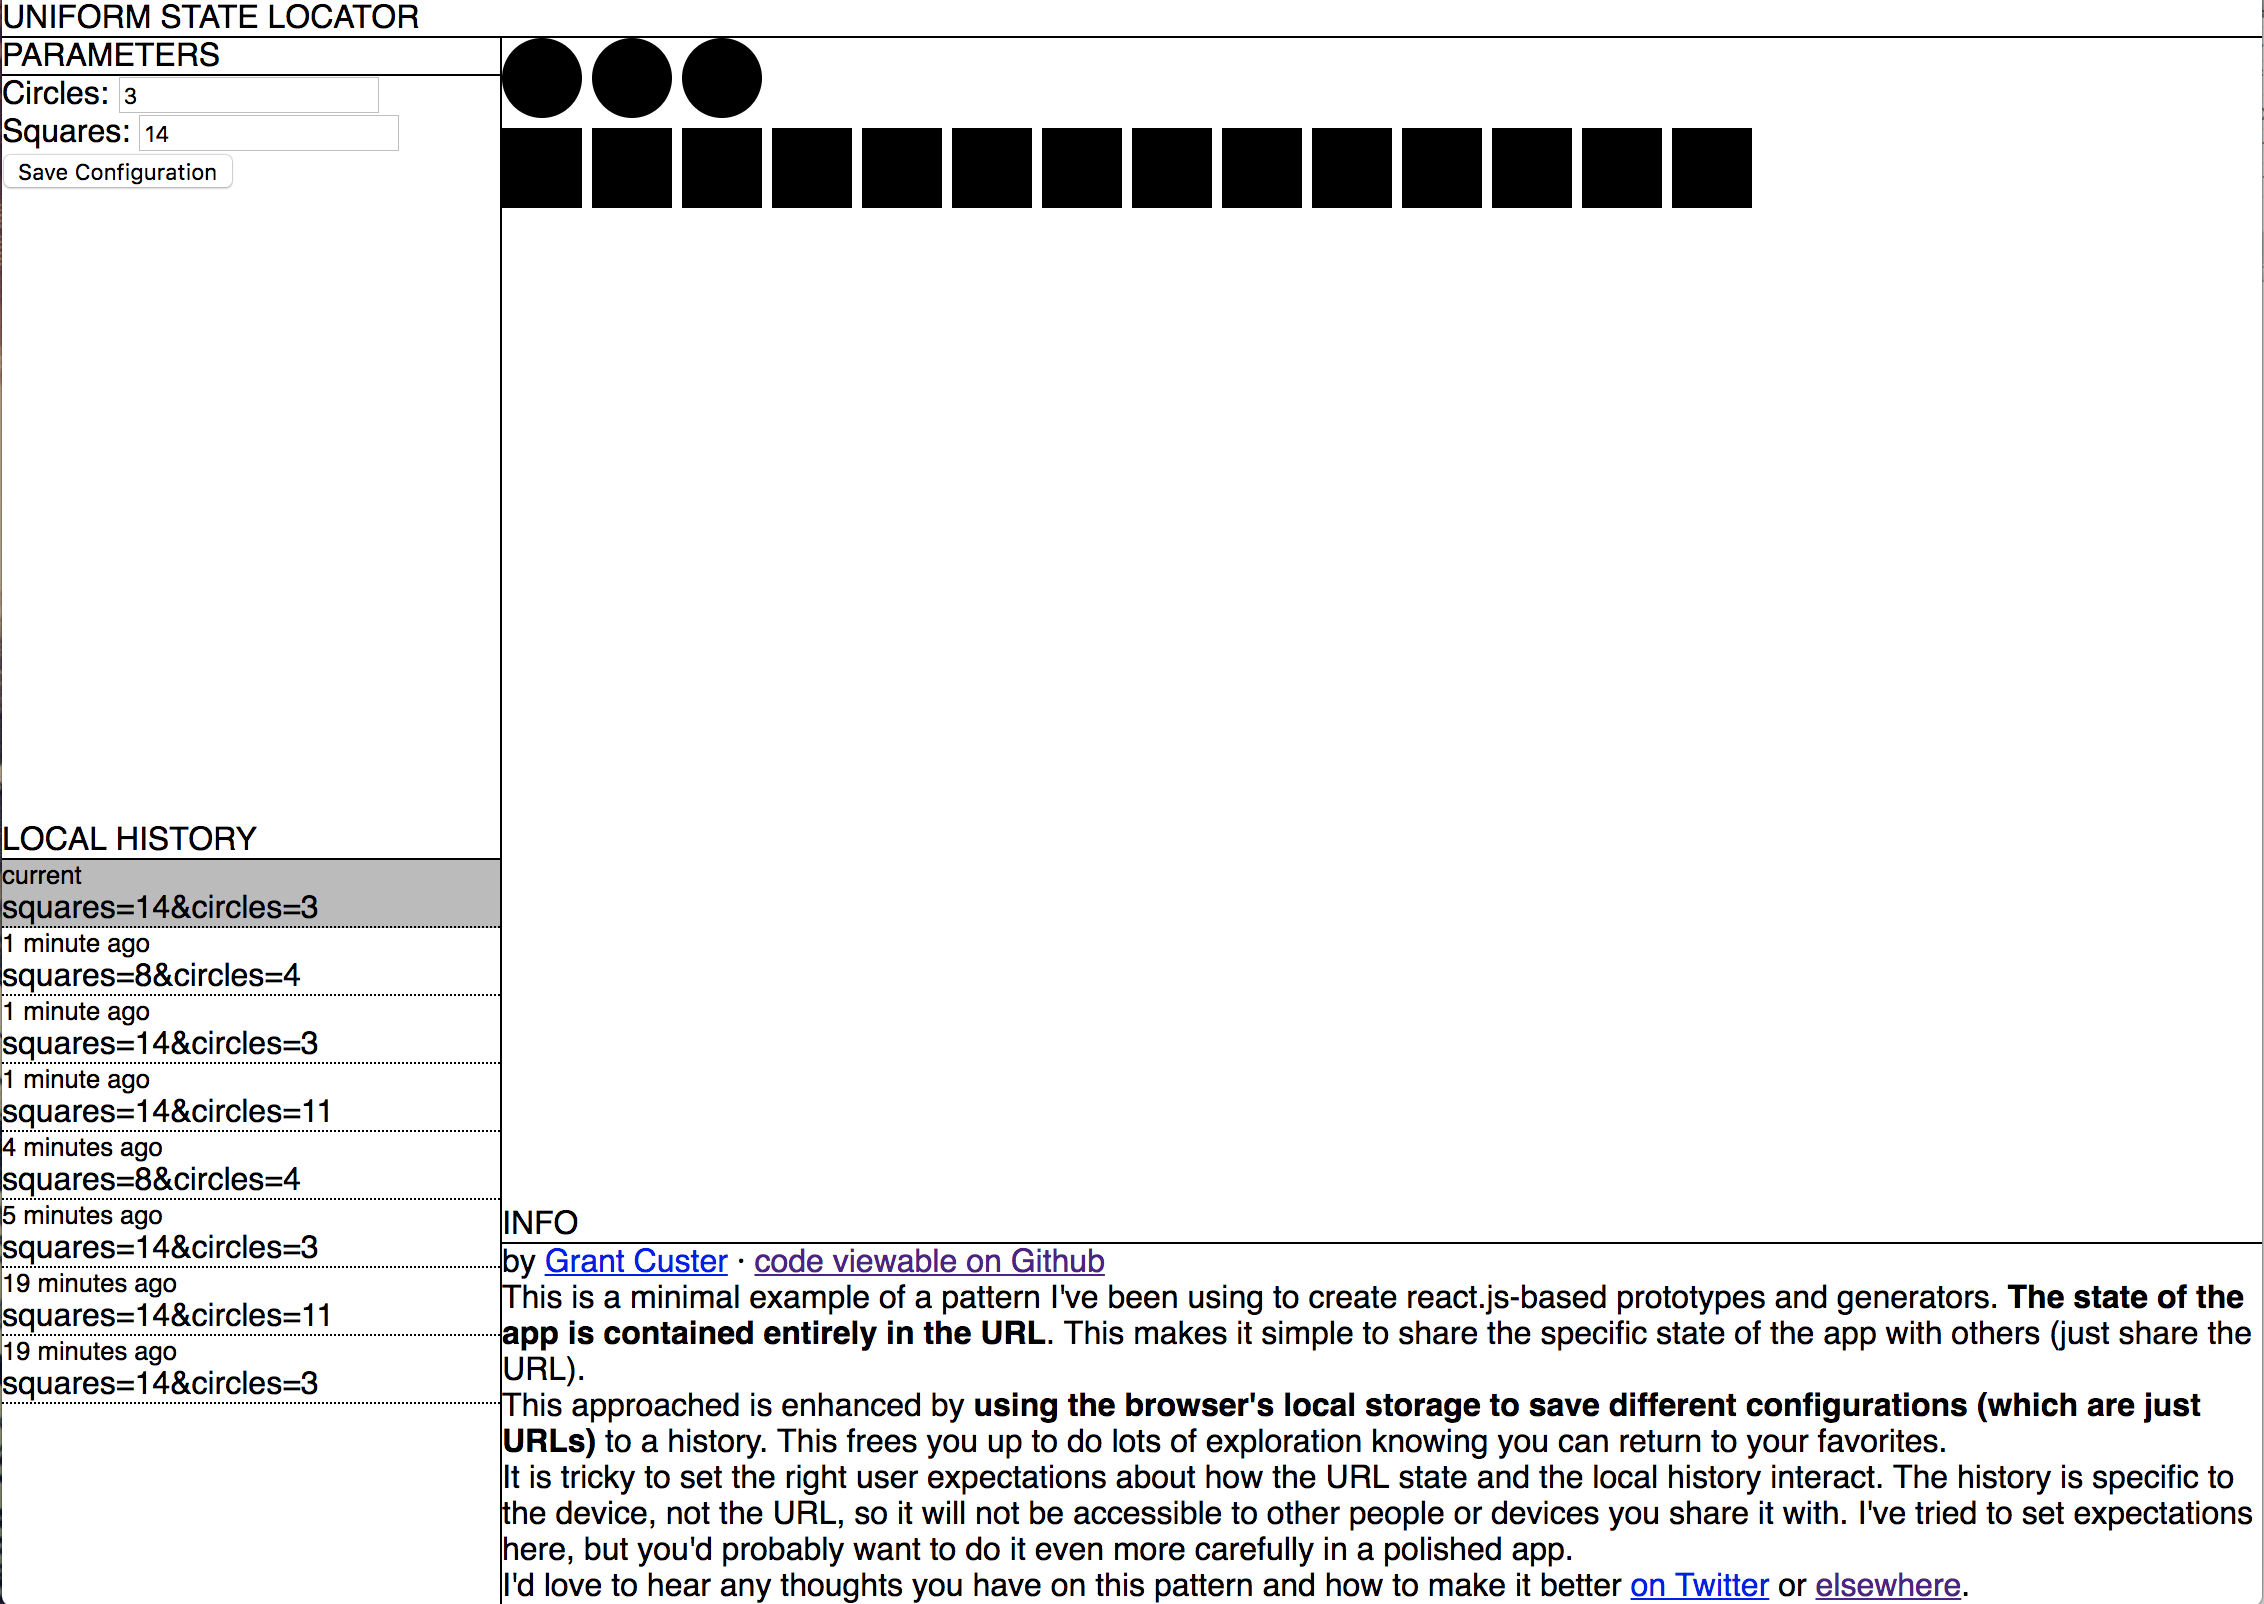 UNIFORM STATE LOCATOR
PARAMETERS
Circles: 3
Squares: 14
Save Configuration
LOCAL HISTORY
current
squares=14&circles=3
1 minute ago
squares=8&circles=4
1 minute ago
squares=14&circles=3
1 minute ago
squares=14&circles=11
4 minutes ago
squares=8&circles=4
5 minutes ago
squares=14&circles=3
19 minutes ago
squares=14&circles=11
19 minutes ago
squares=14&circles=3
INFO
by Grant Custer · code viewable on Github
This is a minimal example of a pattern I've been using to create react.js-based prototypes and generators. The state of the
app is contained entirely in the URL. This makes it simple to share the specific state of the app with others (just share the
URL).
This approached is enhanced by using the browser's local storage to save different configurations (which are just
URLs) to a history. This frees you up to do lots of exploration knowing you can return to your favorites.
It is tricky to set the right user expectations about how the URL state and the local history interact. The history is specific to
the device, not the URL, so it will not be accessible to other people or devices you share it with. I've tried to set expectations
here, but you'd probably want to do it even more carefully in a polished app.
I'd love to hear any thoughts you have on this pattern and how to make it better on Twitter or elsewhere.